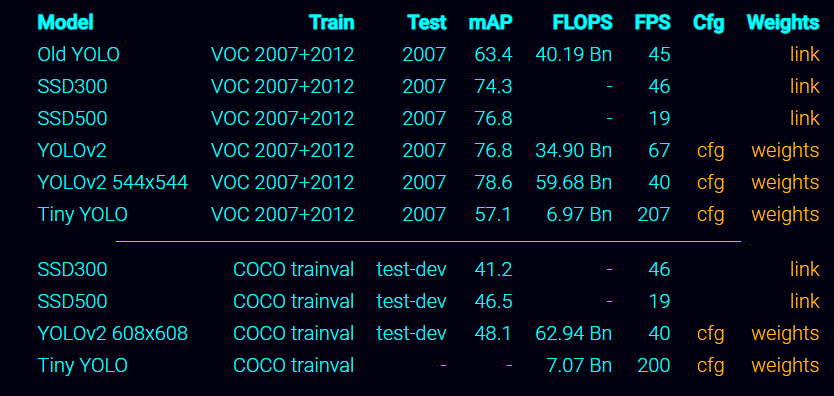 Model Train Test mAP FLOPS FPS Cfg Weights
Old YOLO VOC 2007+2012 2007 63.4 40.19 Bn 45 link
SSD300 VOC 2007+2012 2007 74.3 - 46 link
SSD500 VOC 2007+2012 2007 76.8 - 19 link
YOLOv2 VOC 2007+2012 2007 76.8 34.90 Bn 67 cfg weights
YOLOv2 544x544 VOC 2007+2012 2007 78.6 59.68 Bn 40 cfg weights
Tiny YOLO VOC 2007+2012 2007 57.1 6.97 Bn 207 cfg weights
SSD300 COCO trainval test-dev 41.2 - 46 link
SSD500 COCO trainval test-dev 46.5 - 19 link
YOLOv2 608x608 COCO trainval test-dev 48.1 62.94 Bn 40 cfg weights
Tiny YOLO COCO trainval - - 7.07 Bn 200 cfg weights